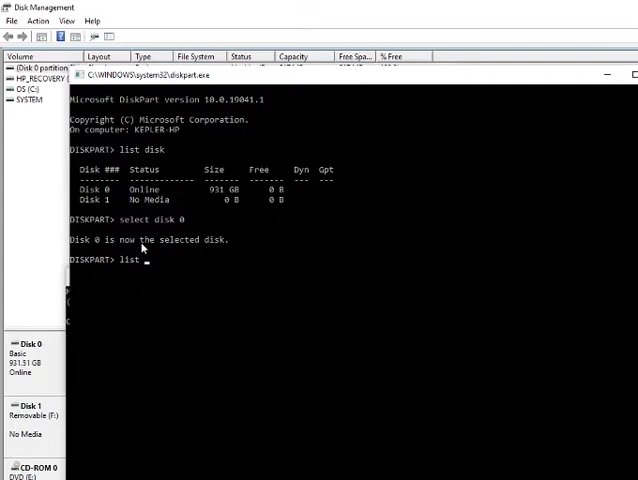 Disk Management
File Action View Help
Volume Layout Type File System Status Capacity Free Spa... % Free
(Disk 0 partition
HP_RECOVERY
OS (C:)
SYSTEM
C:\WINDOWS\system32\diskpart.exe
Microsoft DiskPart version 10.0.19041.1
Copyright (C) Microsoft Corporation.
On computer: KEPLER-HP
DISKPART> list disk
Disk ### Status Size Free Dyn Gpt
-------- ------------- ------- ------- --- ---
Disk 0 Online 931 GB 0 B
Disk 1 No Media 0 B 0 B
DISKPART> select disk 0
Disk 0 is now the selected disk.
DISKPART> list _
Disk 0
Basic
931.51 GB
Online
Disk 1
Removable (F:)
No Media
CD-ROM 0
DVD (E:)